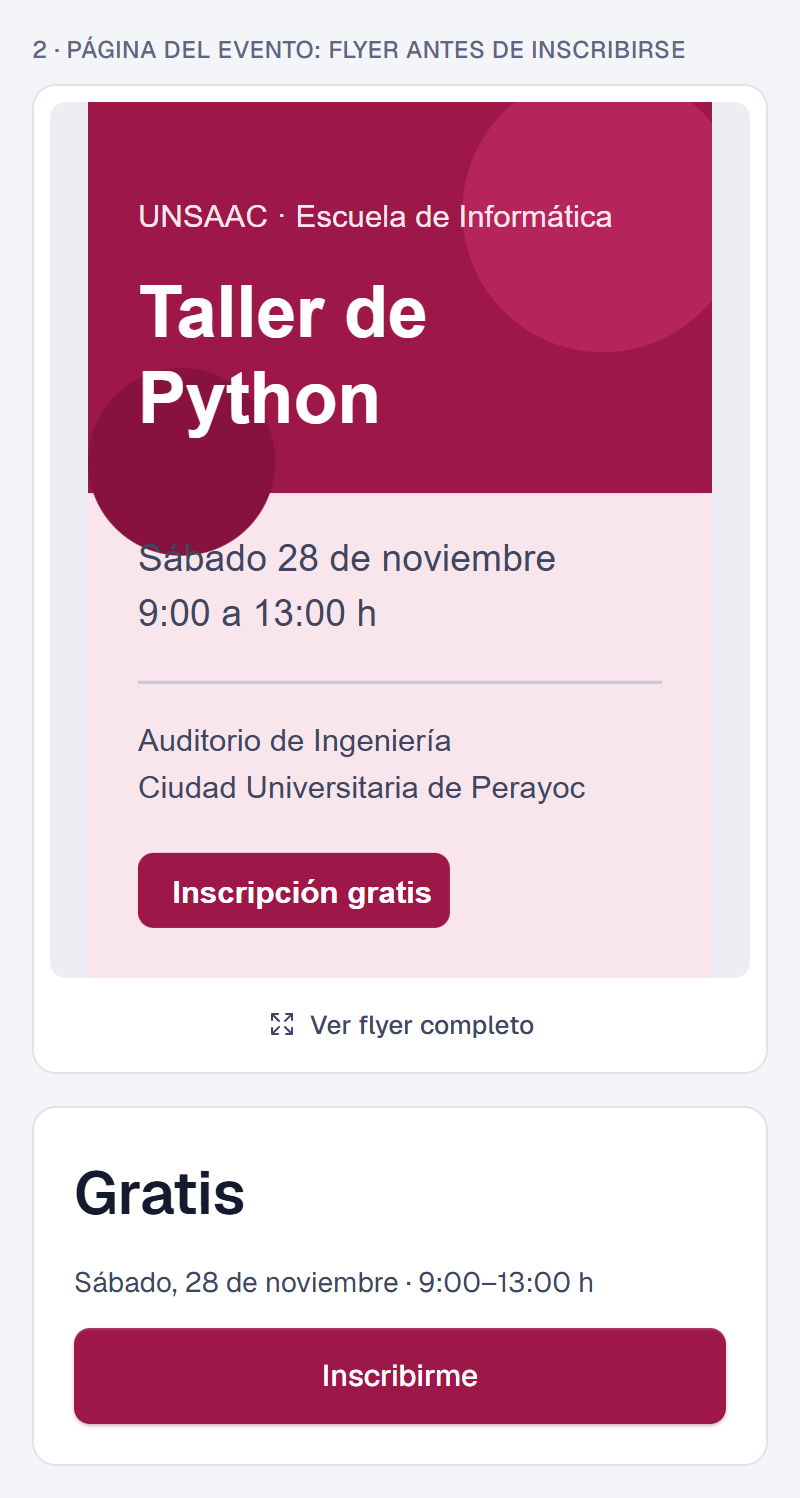 2 · PÁGINA DEL EVENTO: FLYER ANTES DE INSCRIBIRSE
UNSAAC · Escuela de Informática
Taller de
Python
Sábado 28 de noviembre
9:00 a 13:00 h
Auditorio de Ingeniería
Ciudad Universitaria de Perayoc
Inscripción gratis
Ver flyer completo
Gratis
Sábado, 28 de noviembre · 9:00–13:00 h
Inscribirme